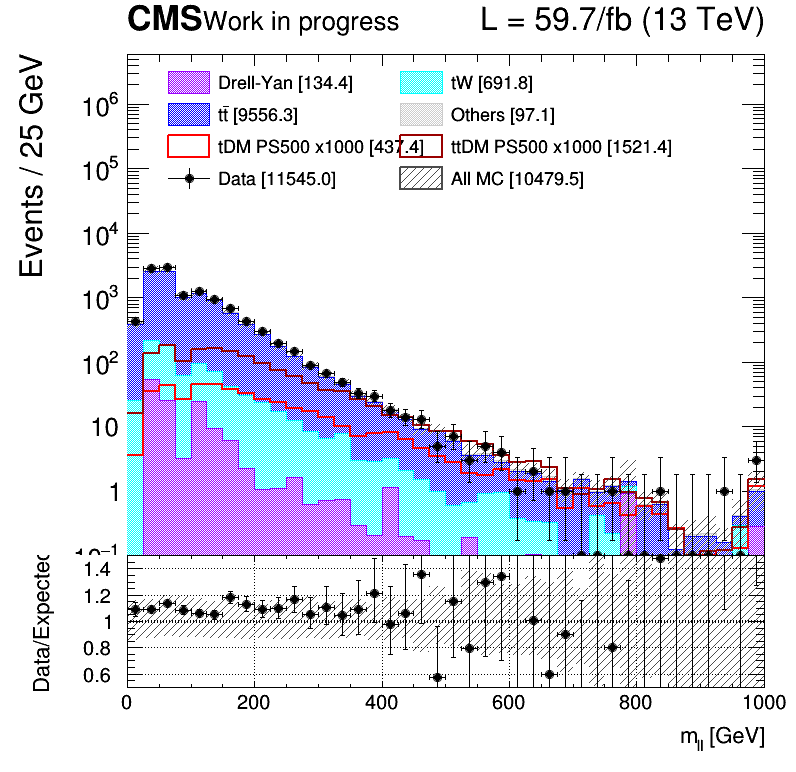 CMS Work in progress L = 59.7/fb (13 TeV)
Events / 25 GeV
Drell-Yan [134.4] tW [691.8]
tt̄ [9556.3] Others [97.1]
tDM PS500 x1000 [437.4] ttDM PS500 x1000 [1521.4]
Data [11545.0] All MC [10479.5]
10⁶
10⁵
10⁴
10³
10²
10
1
10⁻¹
Data/Expected
1.4
1.2
1
0.8
0.6
0 200 400 600 800 1000
m_ll [GeV]